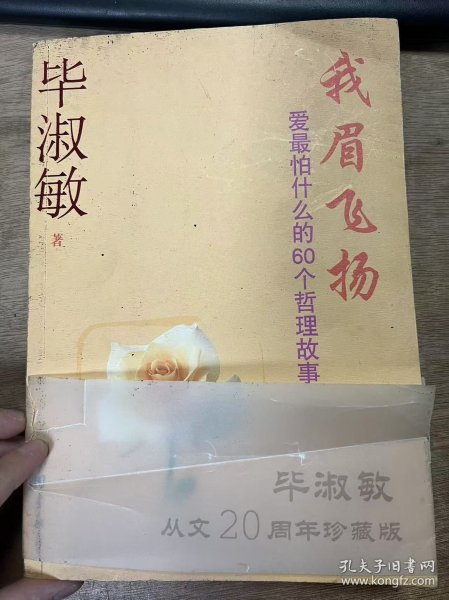 我眉飞扬
爱最怕什么的60个哲理故事
毕淑敏
著
毕淑敏
从文20周年珍藏版
孔夫子旧书网
www.kongfz.com